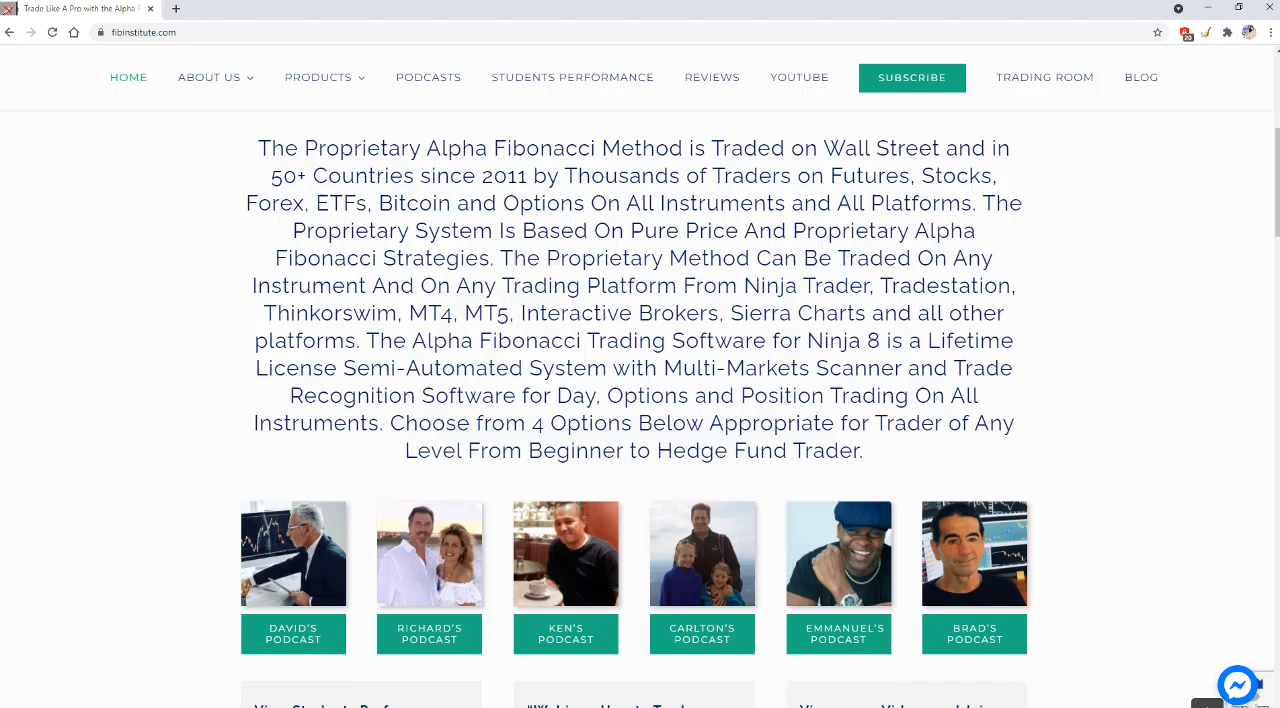 Trade Like A Pro with the Alpha F
fibinstitute.com
20
HOME ABOUT US PRODUCTS PODCASTS STUDENTS PERFORMANCE REVIEWS YOUTUBE SUBSCRIBE TRADING ROOM BLOG
The Proprietary Alpha Fibonacci Method is Traded on Wall Street and in
50+ Countries since 2011 by Thousands of Traders on Futures, Stocks,
Forex, ETFs, Bitcoin and Options On All Instruments and All Platforms. The
Proprietary System Is Based On Pure Price And Proprietary Alpha
Fibonacci Strategies. The Proprietary Method Can Be Traded On Any
Instrument And On Any Trading Platform From Ninja Trader, Tradestation,
Thinkorswim, MT4, MT5, Interactive Brokers, Sierra Charts and all other
platforms. The Alpha Fibonacci Trading Software for Ninja 8 is a Lifetime
License Semi-Automated System with Multi-Markets Scanner and Trade
Recognition Software for Day, Options and Position Trading On All
Instruments. Choose from 4 Options Below Appropriate for Trader of Any
Level From Beginner to Hedge Fund Trader.
DAVID'S
PODCAST
RICHARD'S
PODCAST
KEN'S
PODCAST
CARLTON'S
PODCAST
EMMANUEL'S
PODCAST
BRAD'S
PODCAST